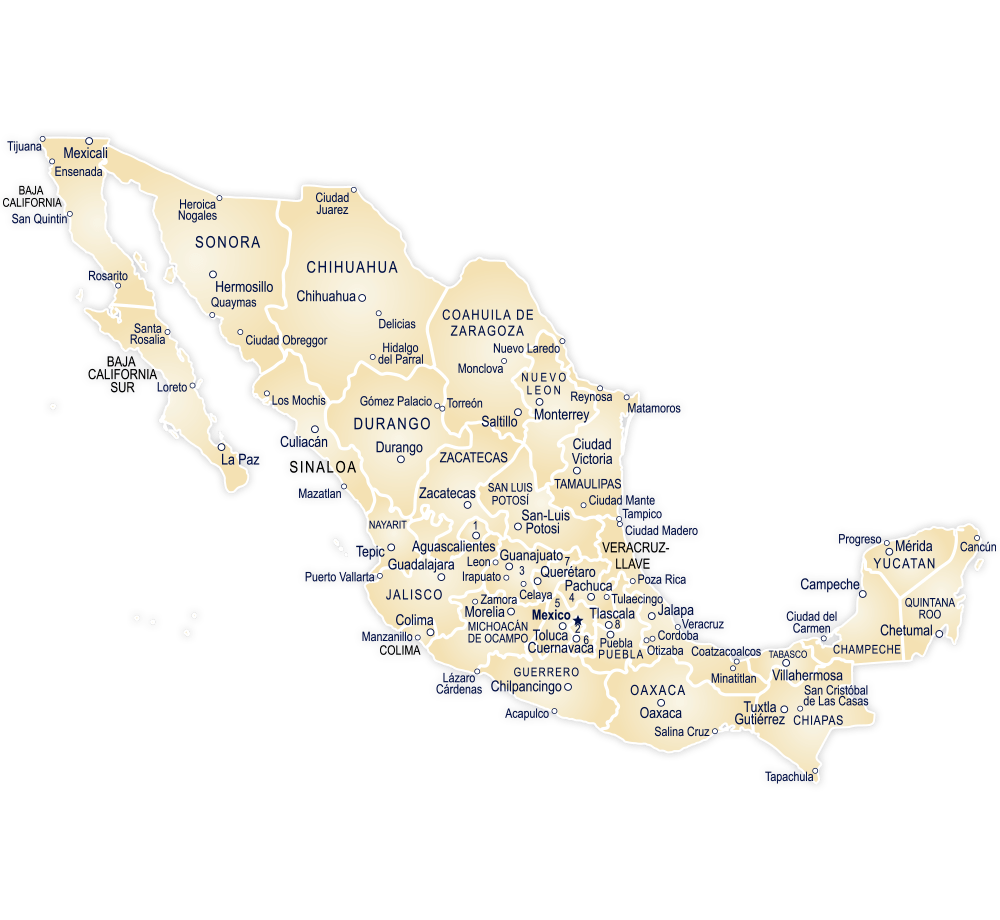 Tijuana
Mexicali
Ensenada
BAJA
CALIFORNIA
San Quintin
Rosarito
Santa
Rosalia
BAJA
CALIFORNIA
SUR
Loreto
La Paz
Heroica
Nogales
SONORA
Hermosillo
Quaymas
Ciudad Obreggor
Ciudad
Juarez
CHIHUAHUA
Chihuahua
Delicias
Hidalgo
del Parral
COAHUILA DE
ZARAGOZA
Nuevo Laredo
Monclova
NUEVO
LEON
Reynosa
Matamoros
Monterrey
Saltillo
Los Mochis
Culiacán
SINALOA
Mazatlan
Gómez Palacio
Torreón
DURANGO
Durango
ZACATECAS
Zacatecas
SAN LUIS
POTOSÍ
San-Luis
Potosi
Ciudad
Victoria
TAMAULIPAS
Ciudad Mante
Tampico
Ciudad Madero
VERACRUZ-
LLAVE
NAYARIT
Tepic
1
Aguascalientes
Guadalajara
Puerto Vallarta
JALISCO
Leon
Guanajuato
7
Irapuato
3
Querétaro
Celaya
Pachuca
Poza Rica
4
Tulaecingo
5
Zamora
Morelia
MICHOACÁN
DE OCAMPO
Colima
Manzanillo
COLIMA
Mexico
Tlascala
8
Jalapa
Veracruz
2
Toluca
6
Cuernavaca
Puebla
PUEBLA
Cordoba
Otizaba
Lázaro
Cárdenas
GUERRERO
Chilpancingo
Acapulco
OAXACA
Oaxaca
Salina Cruz
Coatzacoalcos
Minatitlan
TABASCO
Villahermosa
San Cristóbal
de Las Casas
Tuxtla
Gutiérrez
CHIAPAS
Tapachula
Ciudad del
Carmen
CHAMPECHE
Campeche
Progreso
Mérida
YUCATAN
Cancún
QUINTANA
ROO
Chetumal